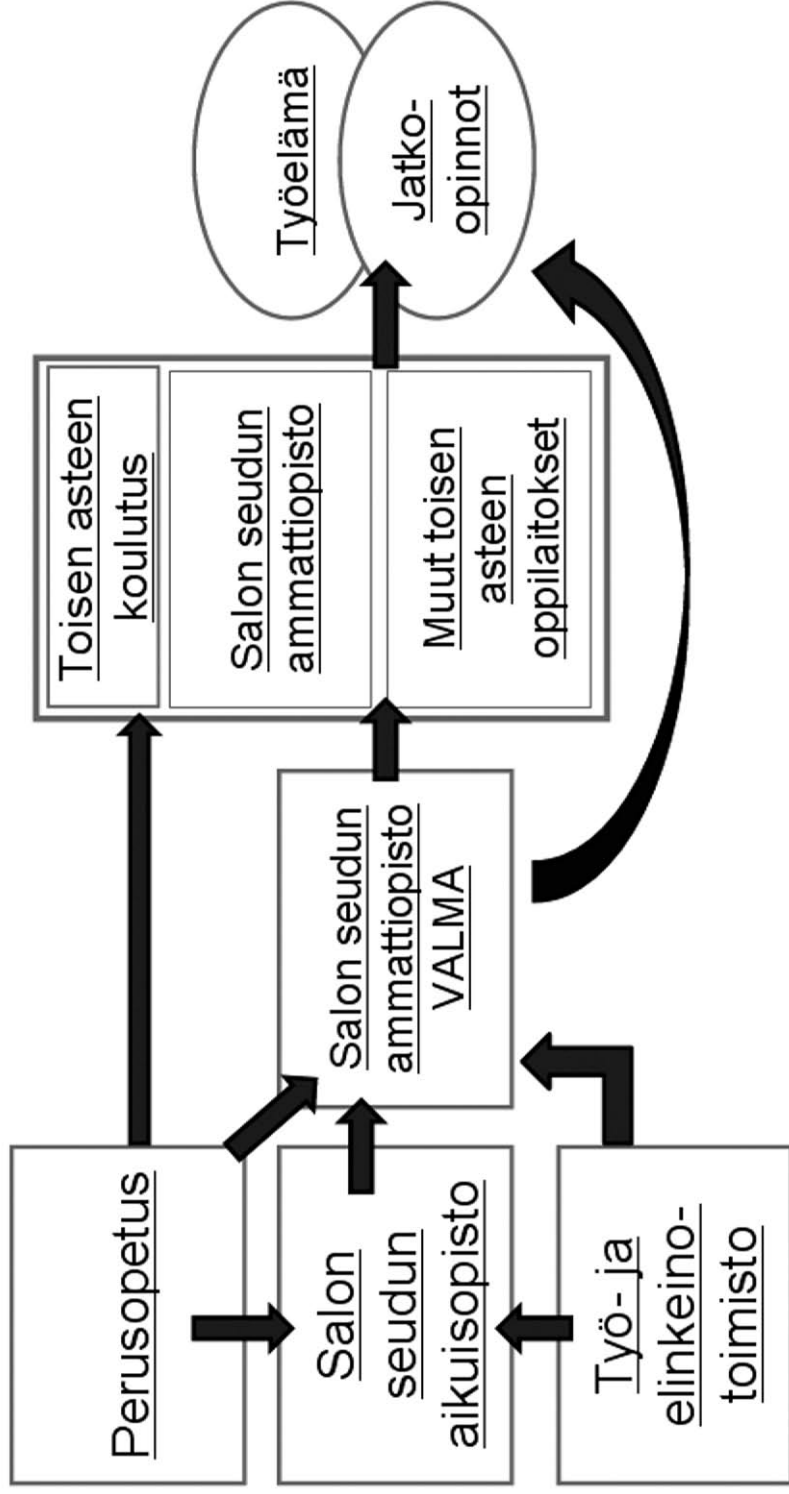 Perusopetus
Salon
seudun
aikuisopisto
Työ- ja
elinkeino-
toimisto
Salon seudun
ammattiopisto
VALMA
Toisen asteen
koulutus
Salon seudun
ammattiopisto
Muut toisen
asteen
oppilaitokset
Työelämä
Jatko-
opinnot